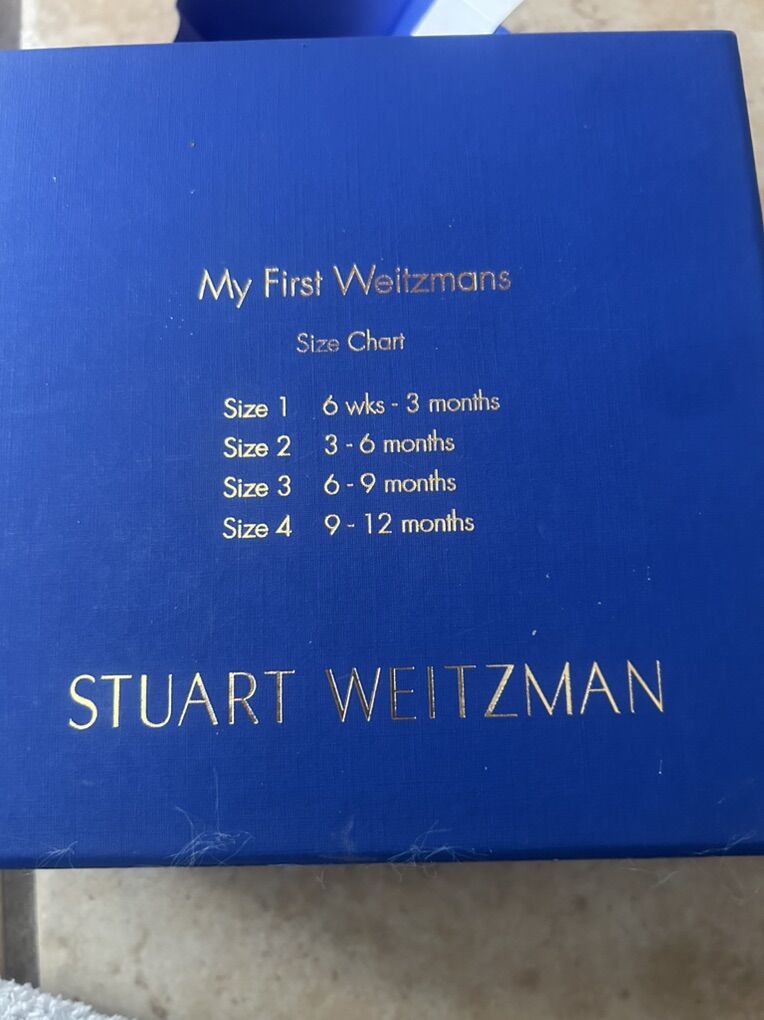 My First Weitzmans
Size Chart
Size 1 6 wks - 3 months
Size 2 3 - 6 months
Size 3 6 - 9 months
Size 4 9 - 12 months
STUART WEITZMAN